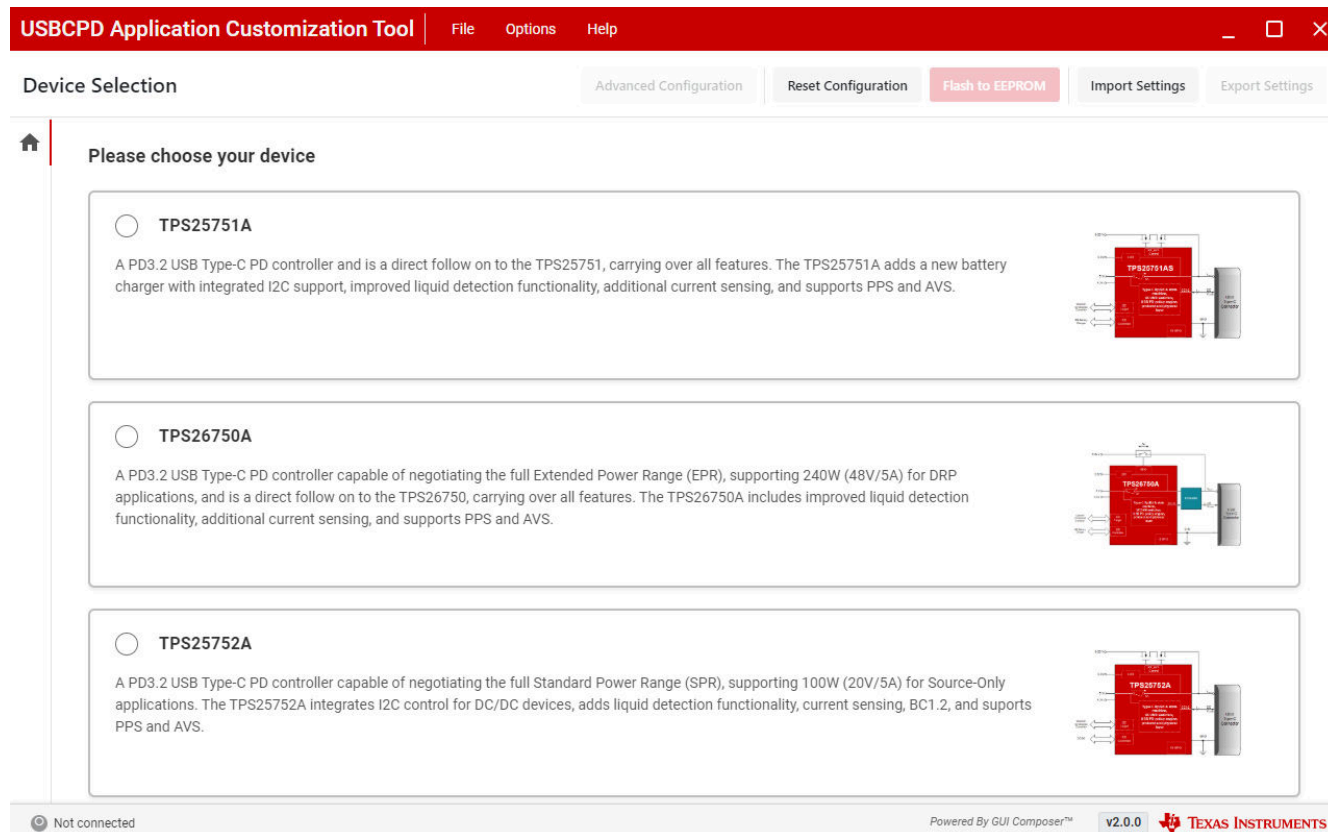 USBCPD Application Customization Tool File Options Help
Device Selection Advanced Configuration Reset Configuration Flash to EEPROM Import Settings Export Settings
Please choose your device
TPS25751A
A PD3.2 USB Type-C PD controller and is a direct follow on to the TPS25751, carrying over all features. The TPS25751A adds a new battery
charger with integrated I2C support, improved liquid detection functionality, additional current sensing, and supports PPS and AVS.
TPS25751AS
TPS26750A
A PD3.2 USB Type-C PD controller capable of negotiating the full Extended Power Range (EPR), supporting 240W (48V/5A) for DRP
applications, and is a direct follow on to the TPS26750, carrying over all features. The TPS26750A includes improved liquid detection
functionality, additional current sensing, and supports PPS and AVS.
TPS26750A
TPS25752A
A PD3.2 USB Type-C PD controller capable of negotiating the full Standard Power Range (SPR), supporting 100W (20V/5A) for Source-Only
applications. The TPS25752A integrates I2C control for DC/DC devices, adds liquid detection functionality, current sensing, BC1.2, and suports
PPS and AVS.
TPS25752A
Not connected Powered By GUI Composer™ v2.0.0 TEXAS INSTRUMENTS